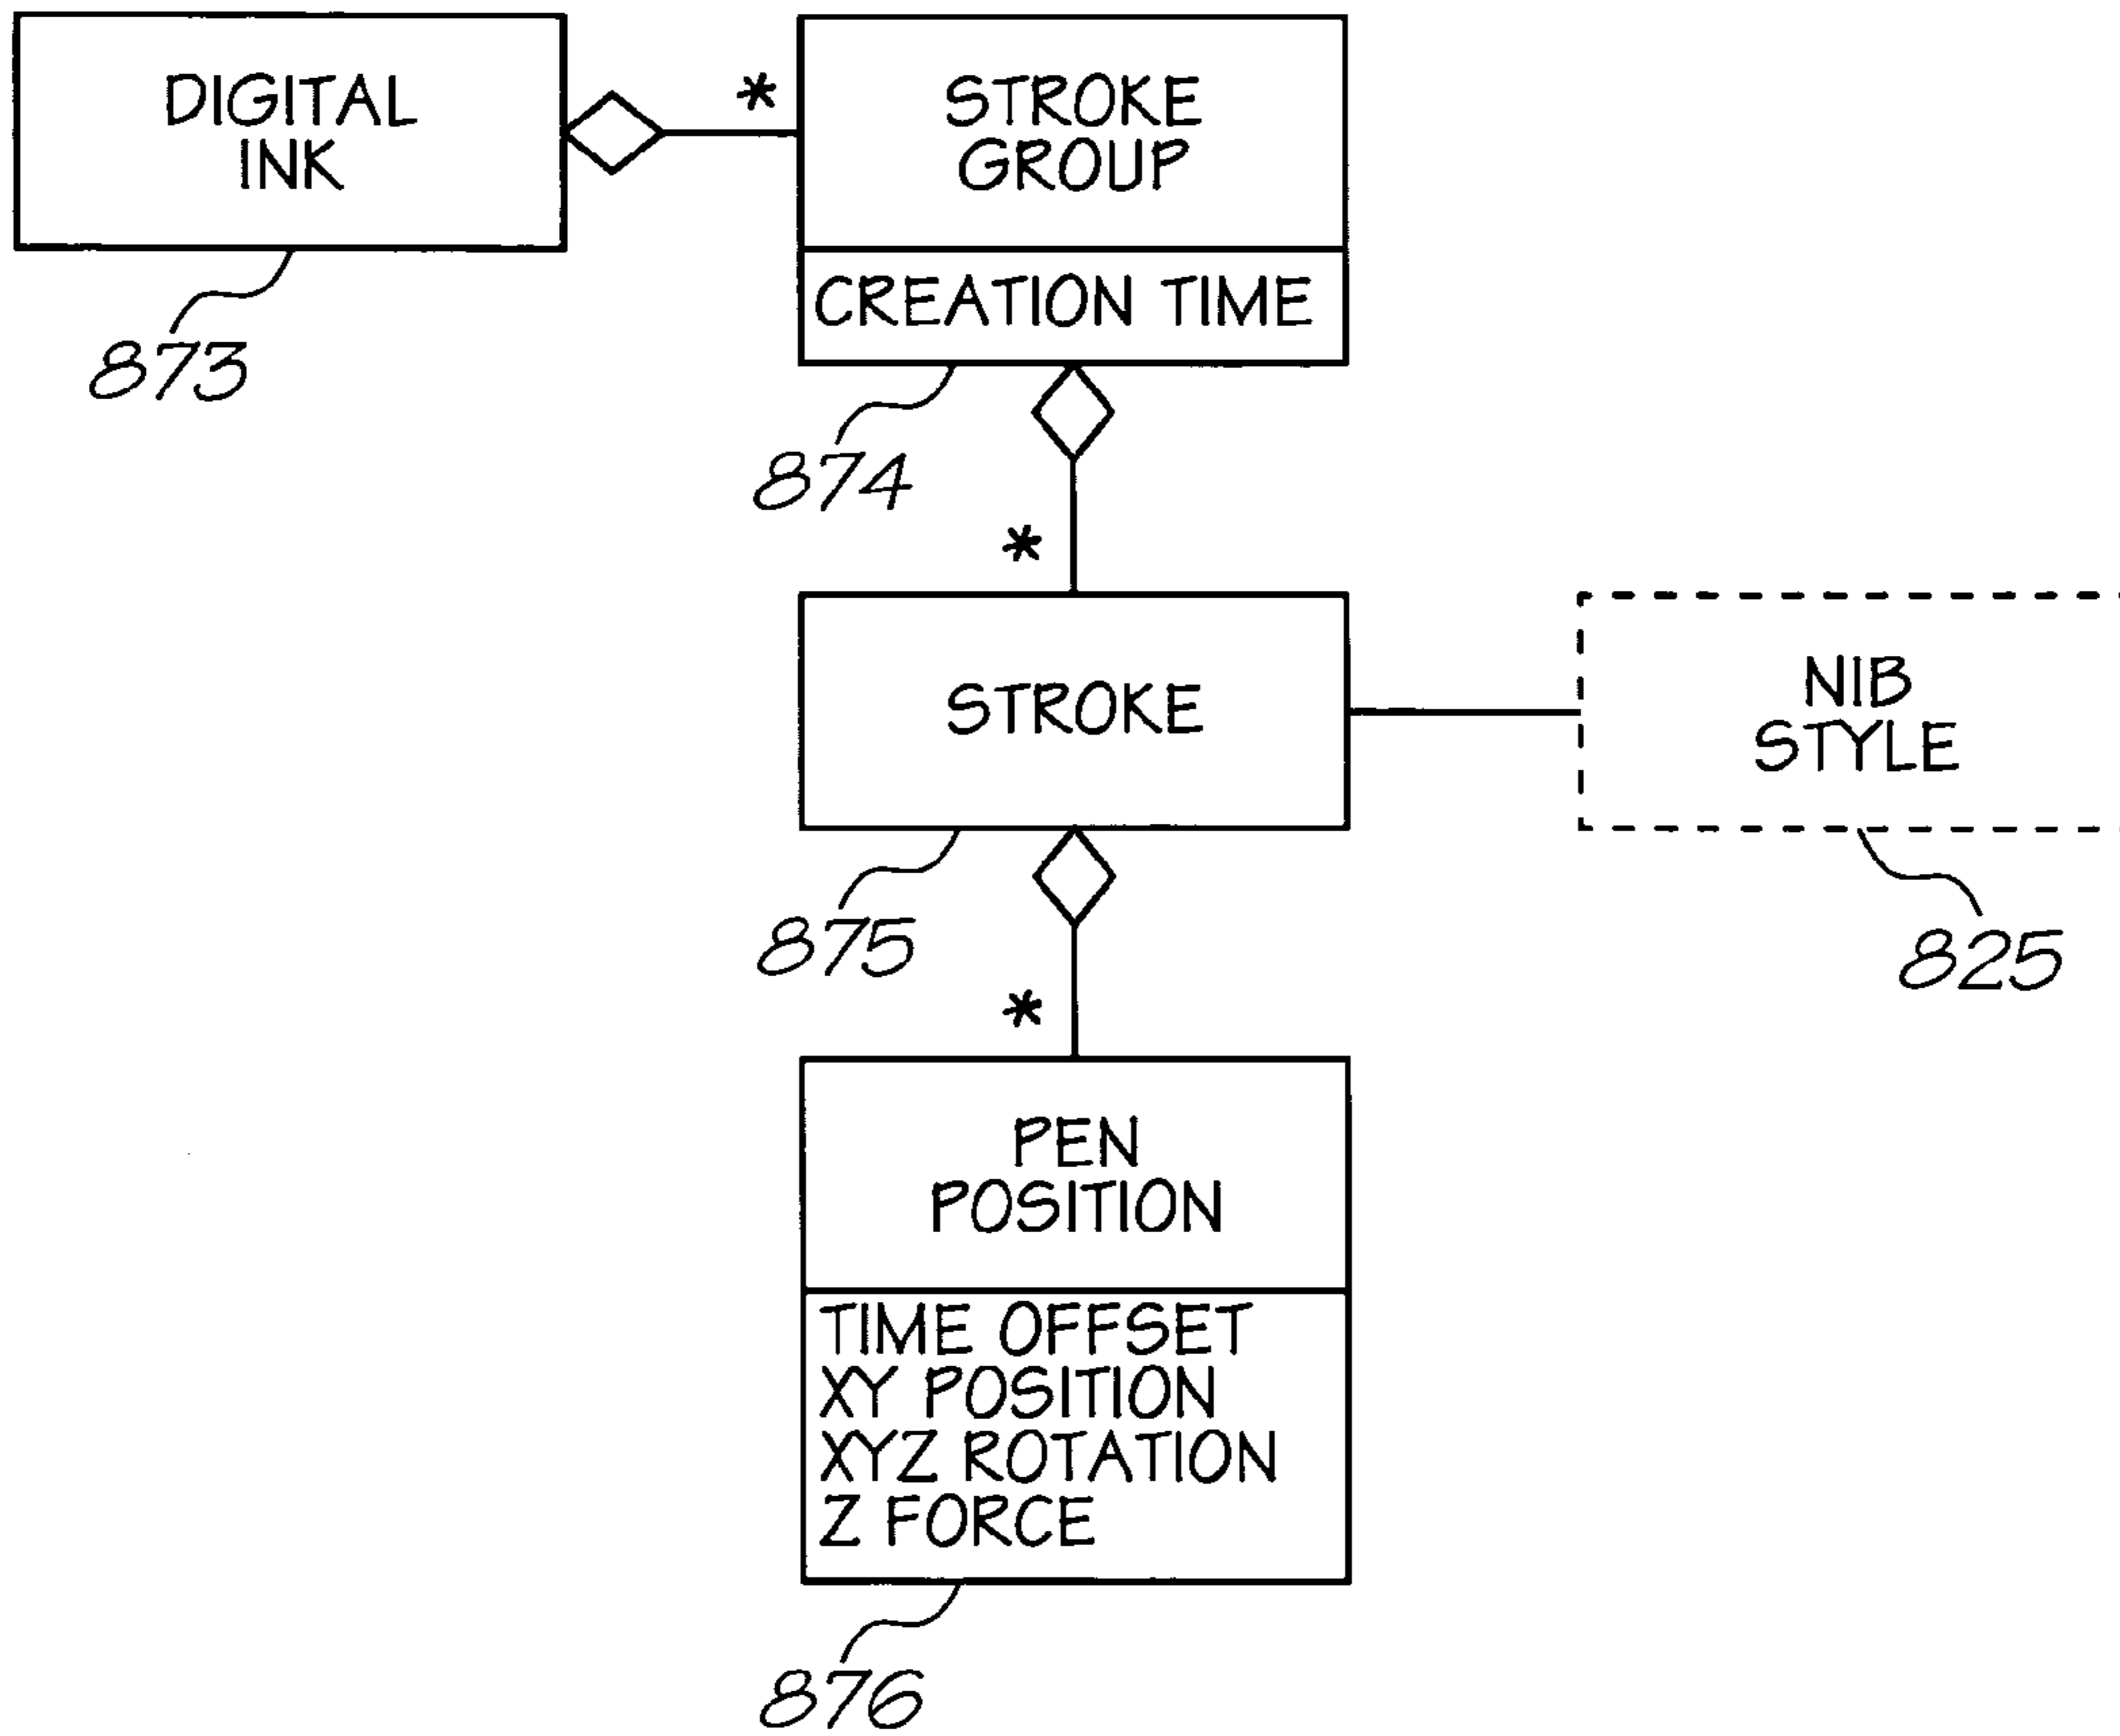 DIGITAL
INK
*
STROKE
GROUP
CREATION TIME
873
874
*
STROKE
NIB
STYLE
875
825
*
PEN
POSITION
TIME OFFSET
XY POSITION
XYZ ROTATION
Z FORCE
876